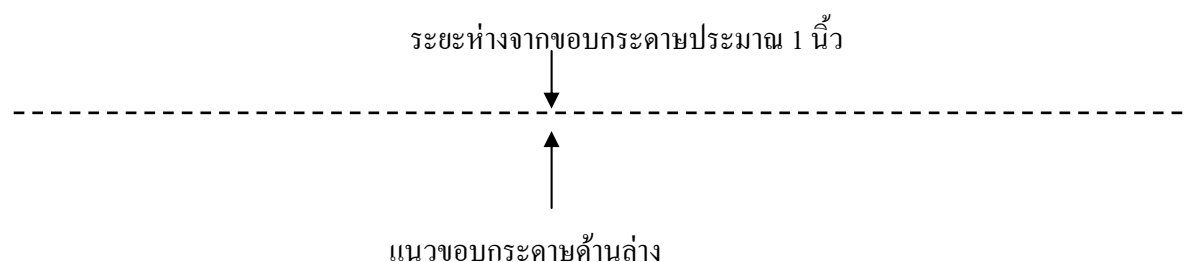 ระยะห่างจากขอบกระดาษประมาณ 1 นิ้ว
แนวขอบกระดาษด้านล่าง